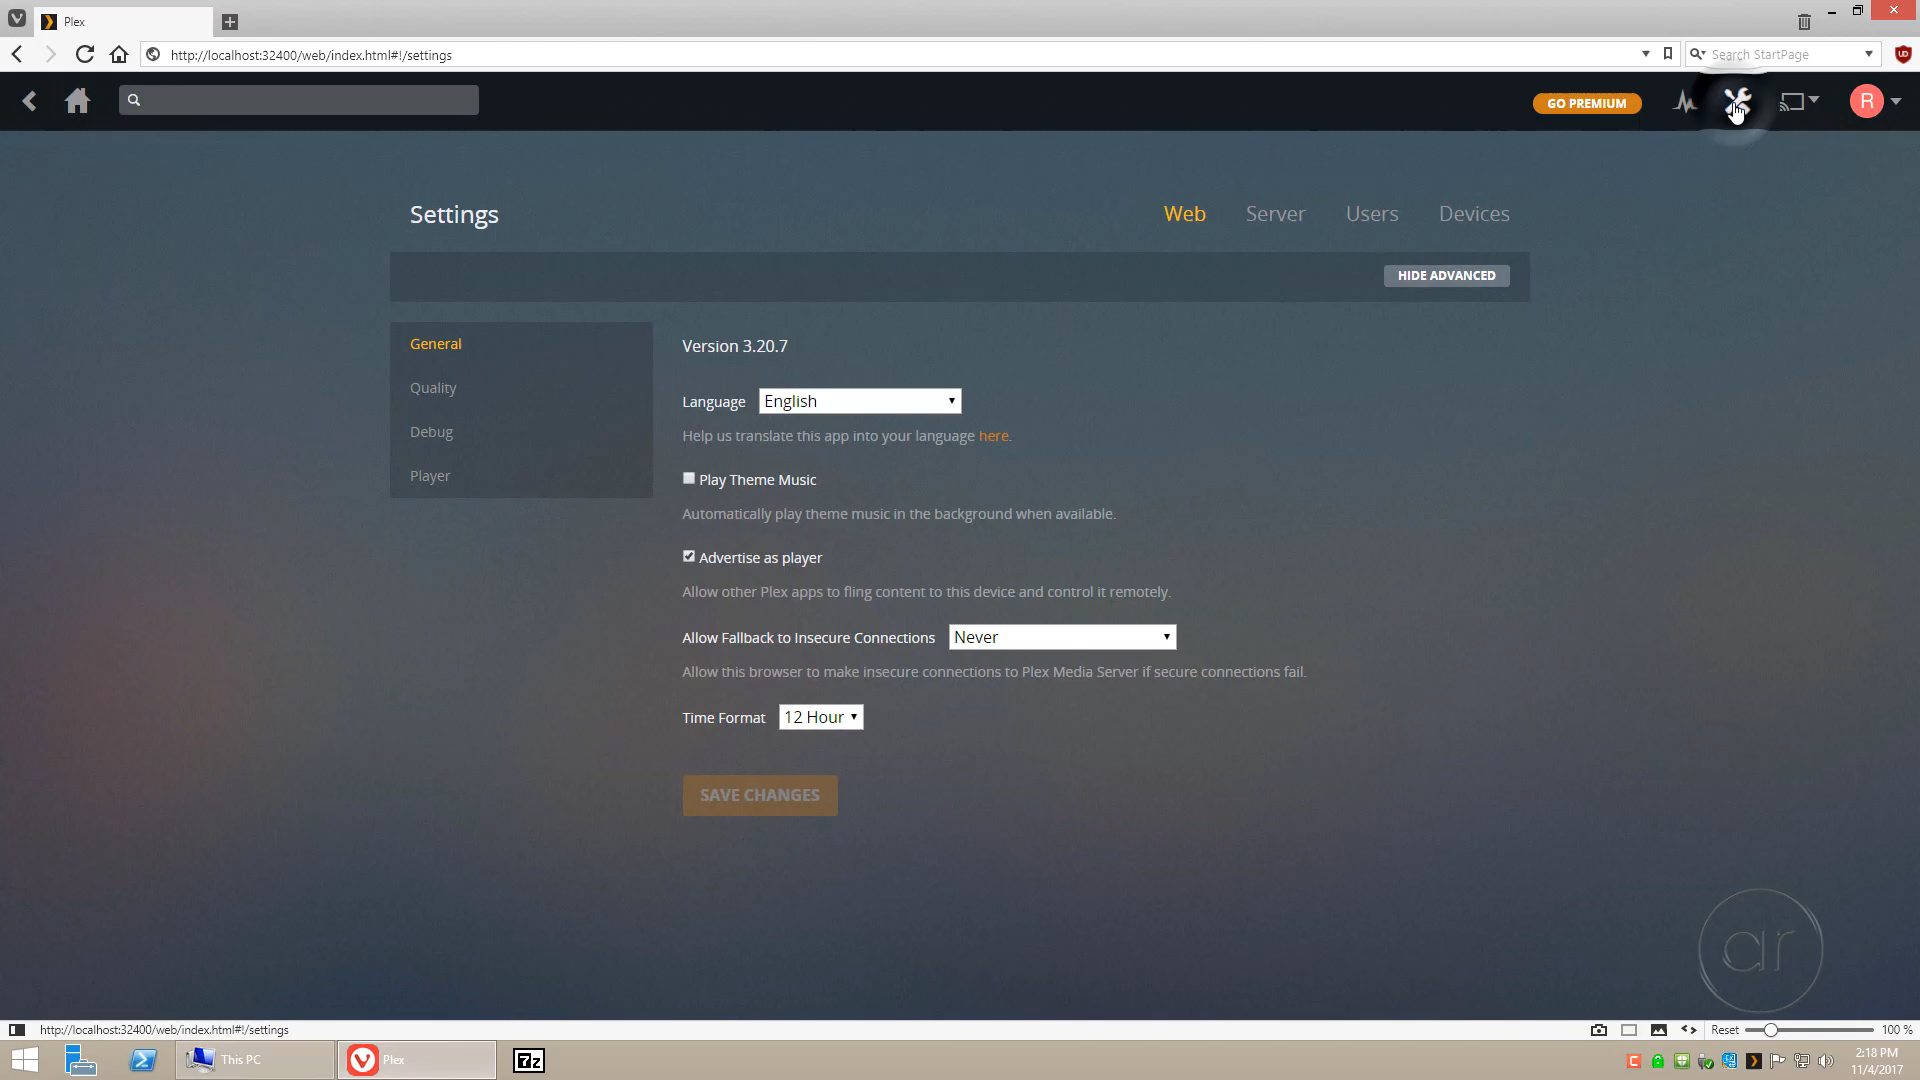 Plex
http://localhost:32400/web/index.html#!/settings
Search StartPage
GO PREMIUM
R
Settings
Web Server Users Devices
HIDE ADVANCED
General
Quality
Debug
Player
Version 3.20.7
Language English
Help us translate this app into your language here.
Play Theme Music
Automatically play theme music in the background when available.
Advertise as player
Allow other Plex apps to fling content to this device and control it remotely.
Allow Fallback to Insecure Connections Never
Allow this browser to make insecure connections to Plex Media Server if secure connections fail.
Time Format 12 Hour
SAVE CHANGES
ar
http://localhost:32400/web/index.html#!/settings
Reset 100 %
This PC
Plex
7z
2:18 PM
11/4/2017